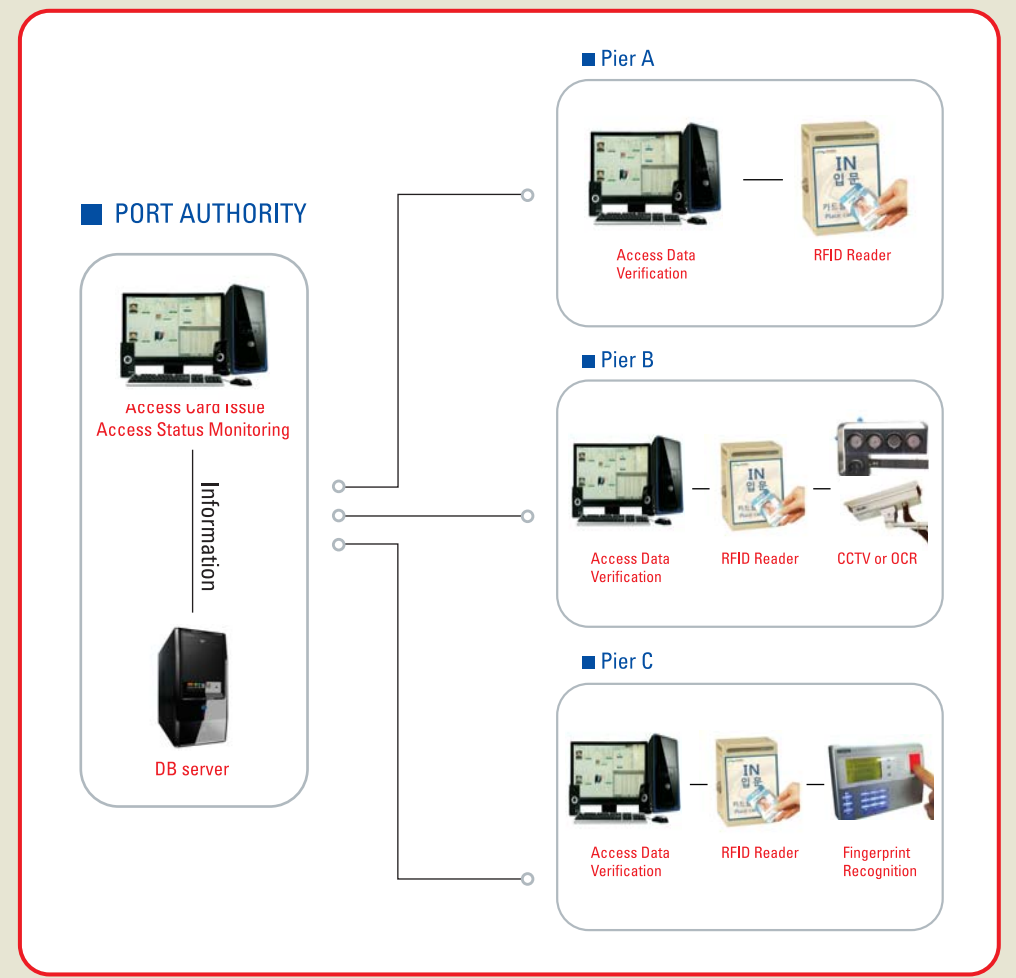 PORT AUTHORITY
Access Card Issue
Access Status Monitoring
Information
DB server
Pier A
IN
입문
Access Data
Verification
RFID Reader
Pier B
IN
입문
Access Data
Verification
RFID Reader
CCTV or OCR
Pier C
IN
입문
Access Data
Verification
RFID Reader
Fingerprint
Recognition